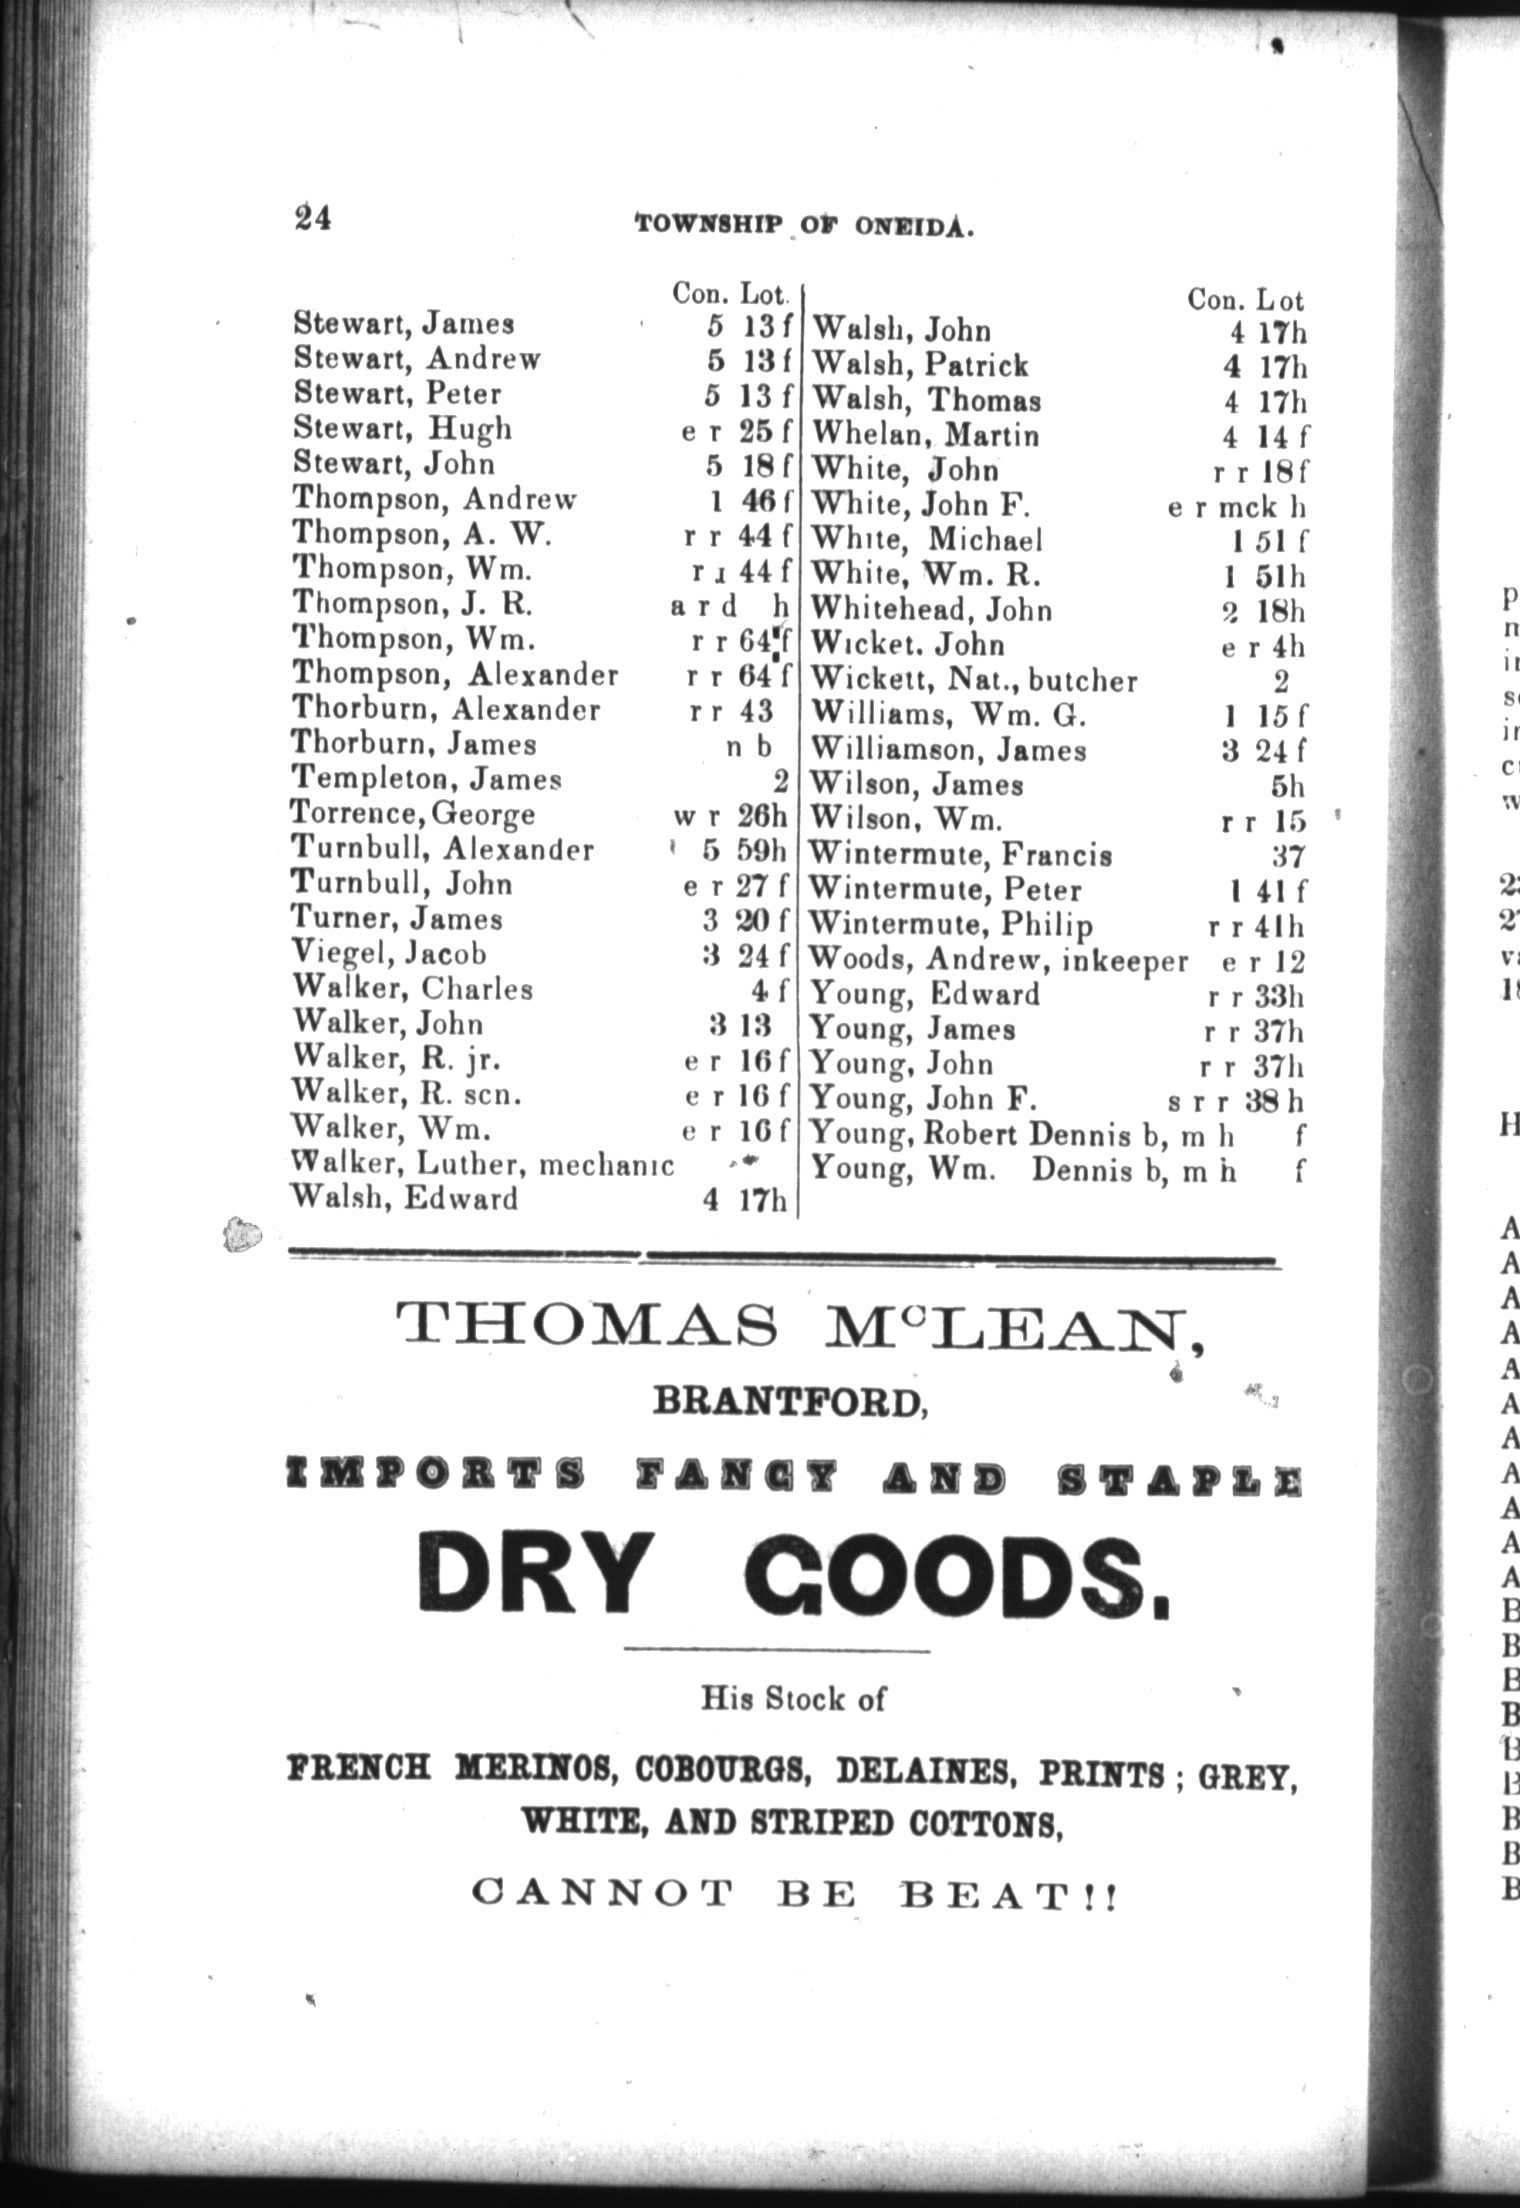 24
TOWNSHIP OF ONEIDA.
Con. Lot.
Stewart, James 5 13 f
Stewart, Andrew 5 13 f
Stewart, Peter 5 13 f
Stewart, Hugh e r 25 f
Stewart, John 5 18 f
Thompson, Andrew 1 46 f
Thompson, A. W. r r 44 f
Thompson, Wm. r r 44 f
Thompson, J. R. a r d h
Thompson, Wm. r r 64 f
Thompson, Alexander r r 64 f
Thorburn, Alexander r r 43
Thorburn, James n b
Templeton, James 2
Torrence, George w r 26h
Turnbull, Alexander 5 59h
Turnbull, John e r 27 f
Turner, James 3 20 f
Viegel, Jacob 3 24 f
Walker, Charles 4 f
Walker, John 3 13
Walker, R. jr. e r 16 f
Walker, R. sen. e r 16 f
Walker, Wm. e r 16 f
Walker, Luther, mechanic
Walsh, Edward 4 17h
Con. Lot
Walsh, John 4 17h
Walsh, Patrick 4 17h
Walsh, Thomas 4 17h
Whelan, Martin 4 14 f
White, John r r 18f
White, John F. e r mck h
White, Michael 1 51 f
White, Wm. R. 1 51h
Whitehead, John 2 18h
Wicket. John e r 4h
Wickett, Nat., butcher 2
Williams, Wm. G. 1 15 f
Williamson, James 3 24 f
Wilson, James 5h
Wilson, Wm. r r 15
Wintermute, Francis 37
Wintermute, Peter 1 41 f
Wintermute, Philip r r 41h
Woods, Andrew, inkeeper e r 12
Young, Edward r r 33h
Young, James r r 37h
Young, John r r 37h
Young, John F. s r r 38 h
Young, Robert Dennis b, m h f
Young, Wm. Dennis b, m h f
THOMAS McLEAN,
BRANTFORD,
IMPORTS FANCY AND STAPLE
DRY GOODS.
His Stock of
FRENCH MERINOS, COBOURGS, DELAINES, PRINTS; GREY,
WHITE, AND STRIPED COTTONS,
CANNOT BE BEAT!!